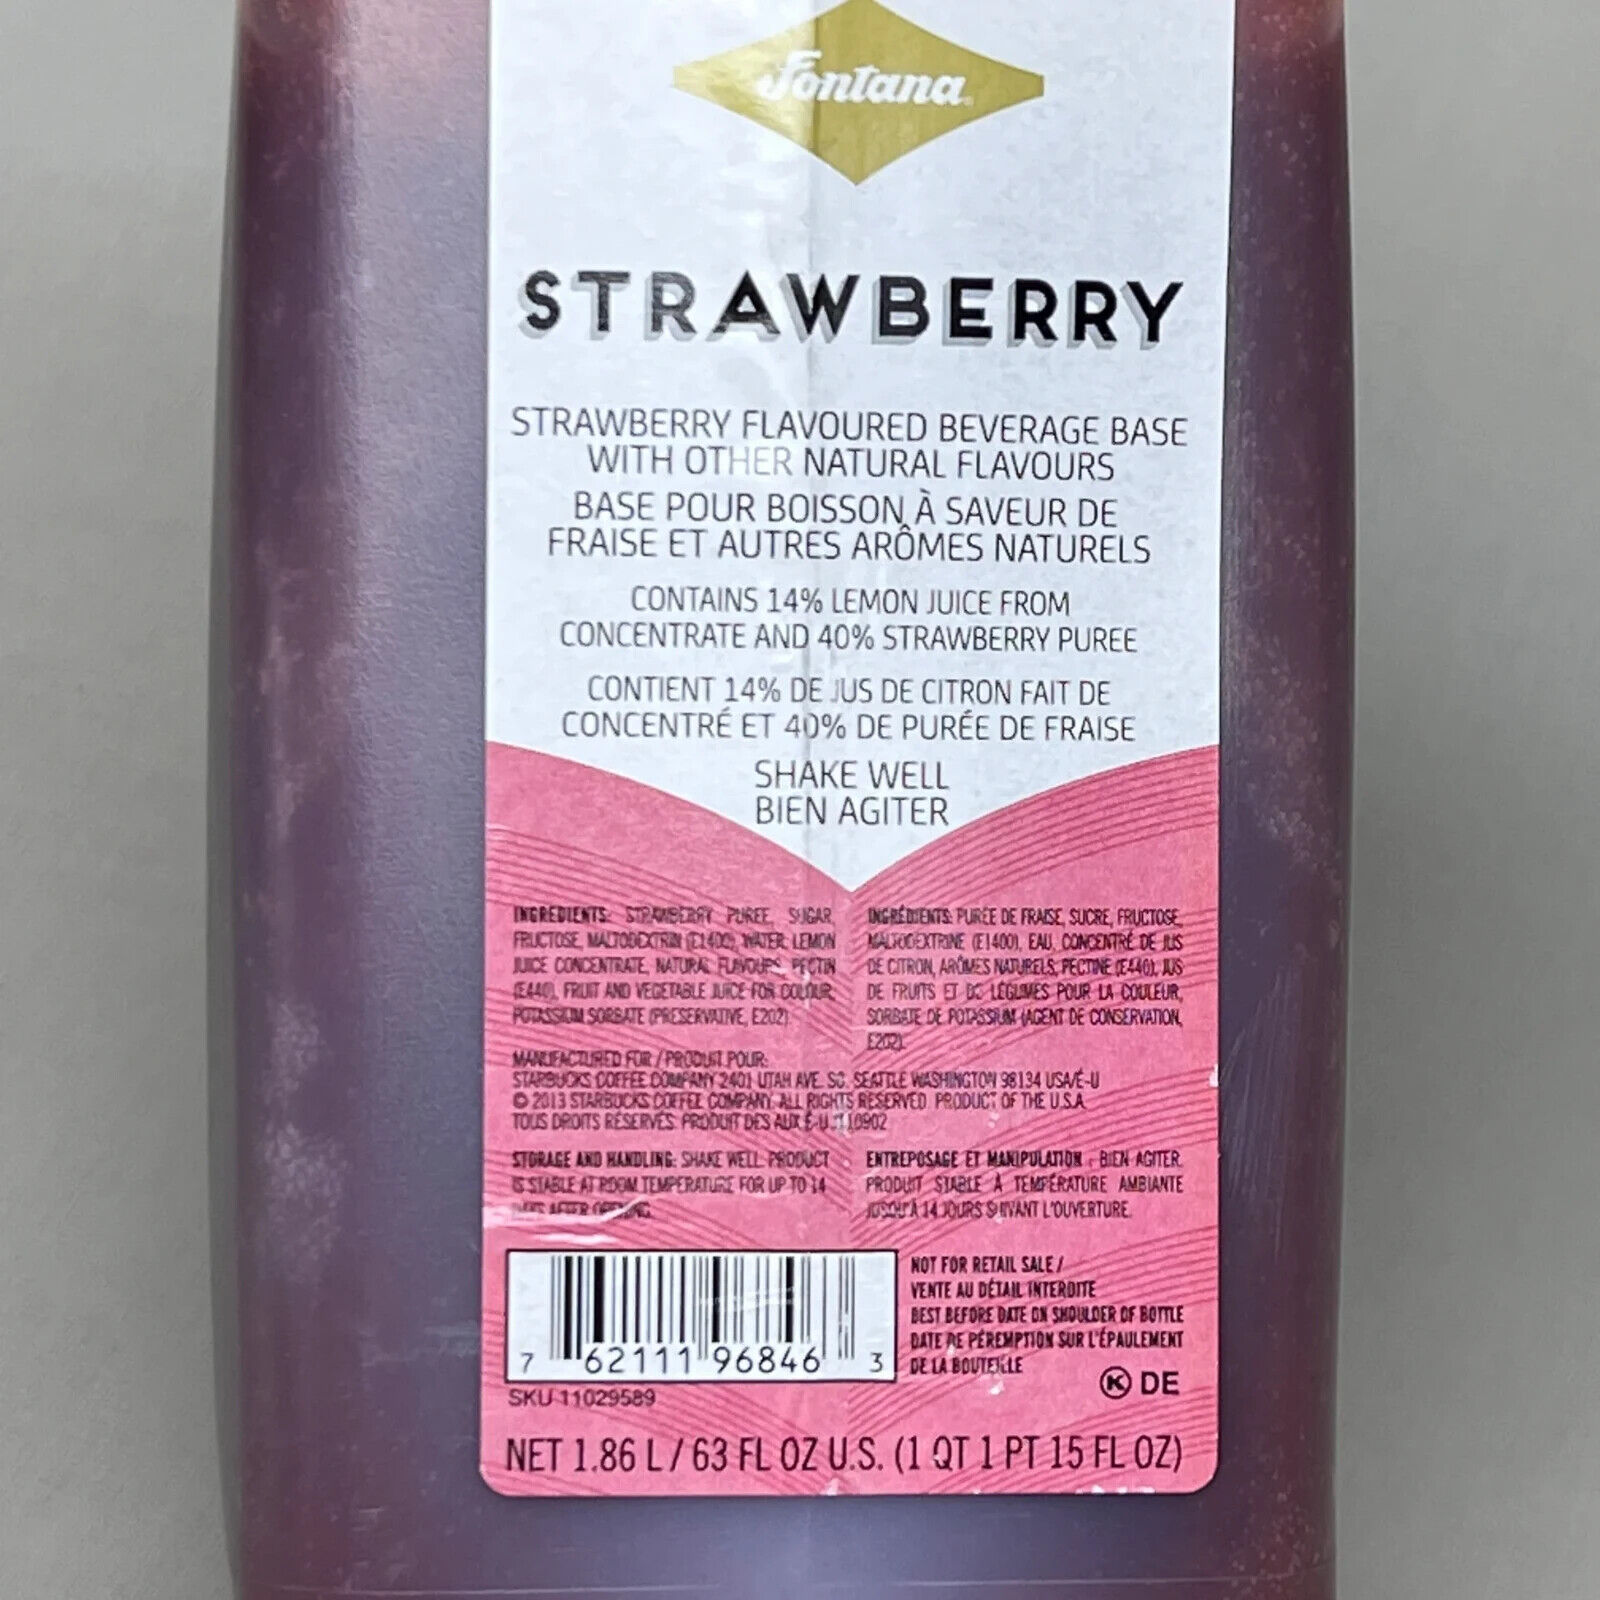 Fontana
STRAWBERRY
STRAWBERRY FLAVOURED BEVERAGE BASE
WITH OTHER NATURAL FLAVOURS
BASE POUR BOISSON À SAVEUR DE
FRAISE ET AUTRES ARÔMES NATURELS
CONTAINS 14% LEMON JUICE FROM
CONCENTRATE AND 40% STRAWBERRY PUREE
CONTIENT 14% DE JUS DE CITRON FAIT DE
CONCENTRÉ ET 40% DE PURÉE DE FRAISE
SHAKE WELL
BIEN AGITER
INGREDIENTS: STRAWBERRY PUREE, SUGAR,
FRUCTOSE, MALTODEXTRIN (E1400), WATER, LEMON
JUICE CONCENTRATE, NATURAL FLAVOURS, PECTIN
(E440), FRUIT AND VEGETABLE JUICE FOR COLOUR,
POTASSIUM SORBATE (PRESERVATIVE, E202)
INGRÉDIENTS: PURÉE DE FRAISE, SUCRE, FRUCTOSE,
MALTODEXTRINE (E1400), EAU, CONCENTRÉ DE JUS
DE CITRON, ARÔMES NATURELS, PECTINE (E440), JUS
DE FRUITS ET DE LÉGUMES POUR LA COULEUR,
SORBATE DE POTASSIUM (AGENT DE CONSERVATION,
E202).
MANUFACTURED FOR / PRODUIT POUR:
STARBUCKS COFFEE COMPANY 2401 UTAH AVE. SO. SEATTLE WASHINGTON 98134 USA/É-U
© 2013 STARBUCKS COFFEE COMPANY. ALL RIGHTS RESERVED. PRODUCT OF THE U.S.A.
TOUS DROITS RÉSERVÉS. PRODUIT DES AUX É-U. 110902
STORAGE AND HANDLING: SHAKE WELL. PRODUCT
IS STABLE AT ROOM TEMPERATURE FOR UP TO 14
DAYS AFTER OPENING.
ENTREPOSAGE ET MANIPULATION : BIEN AGITER.
PRODUIT STABLE À TEMPÉRATURE AMBIANTE
JUSQU'À 14 JOURS SUIVANT L'OUVERTURE.
7 62111 96846 3
SKU 11029589
NOT FOR RETAIL SALE /
VENTE AU DÉTAIL INTERDITE
BEST BEFORE DATE ON SHOULDER OF BOTTLE
DATE DE PÉREMPTION SUR L'ÉPAULEMENT
DE LA BOUTEILLE
K DE
NET 1.86 L / 63 FL OZ U.S. (1 QT 1 PT 15 FL OZ)